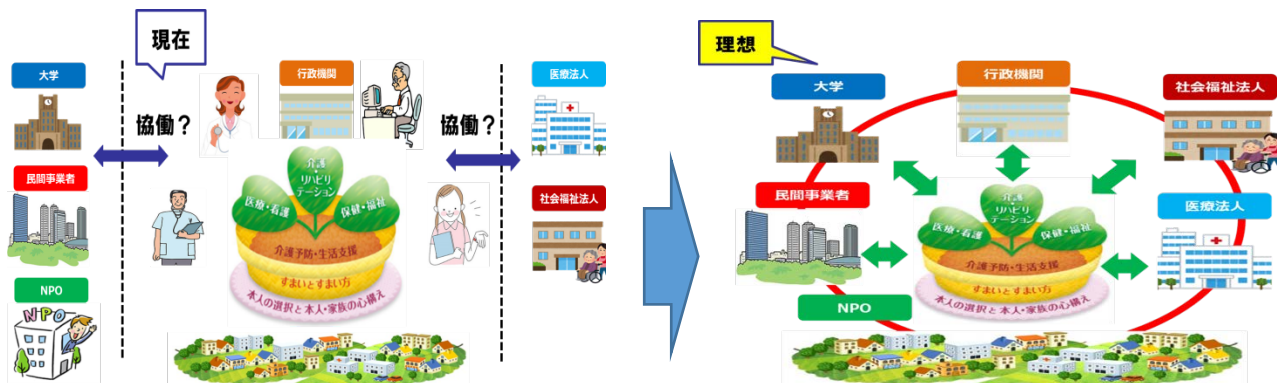 現在
大学
民間事業者
NPO
NPO
協働？
行政機関
協働？
医療法人
社会福祉法人
介護
・
リハビリ
テーション
医療・看護
保健・福祉
介護予防・生活支援
すまいとすまい方
本人の選択と本人・家族の心構え
理想
大学
行政機関
社会福祉法人
民間事業者
医療法人
NPO
介護
・
リハビリ
テーション
医療・看護
保健・福祉
介護予防・生活支援
すまいとすまい方
本人の選択と本人・家族の心構え